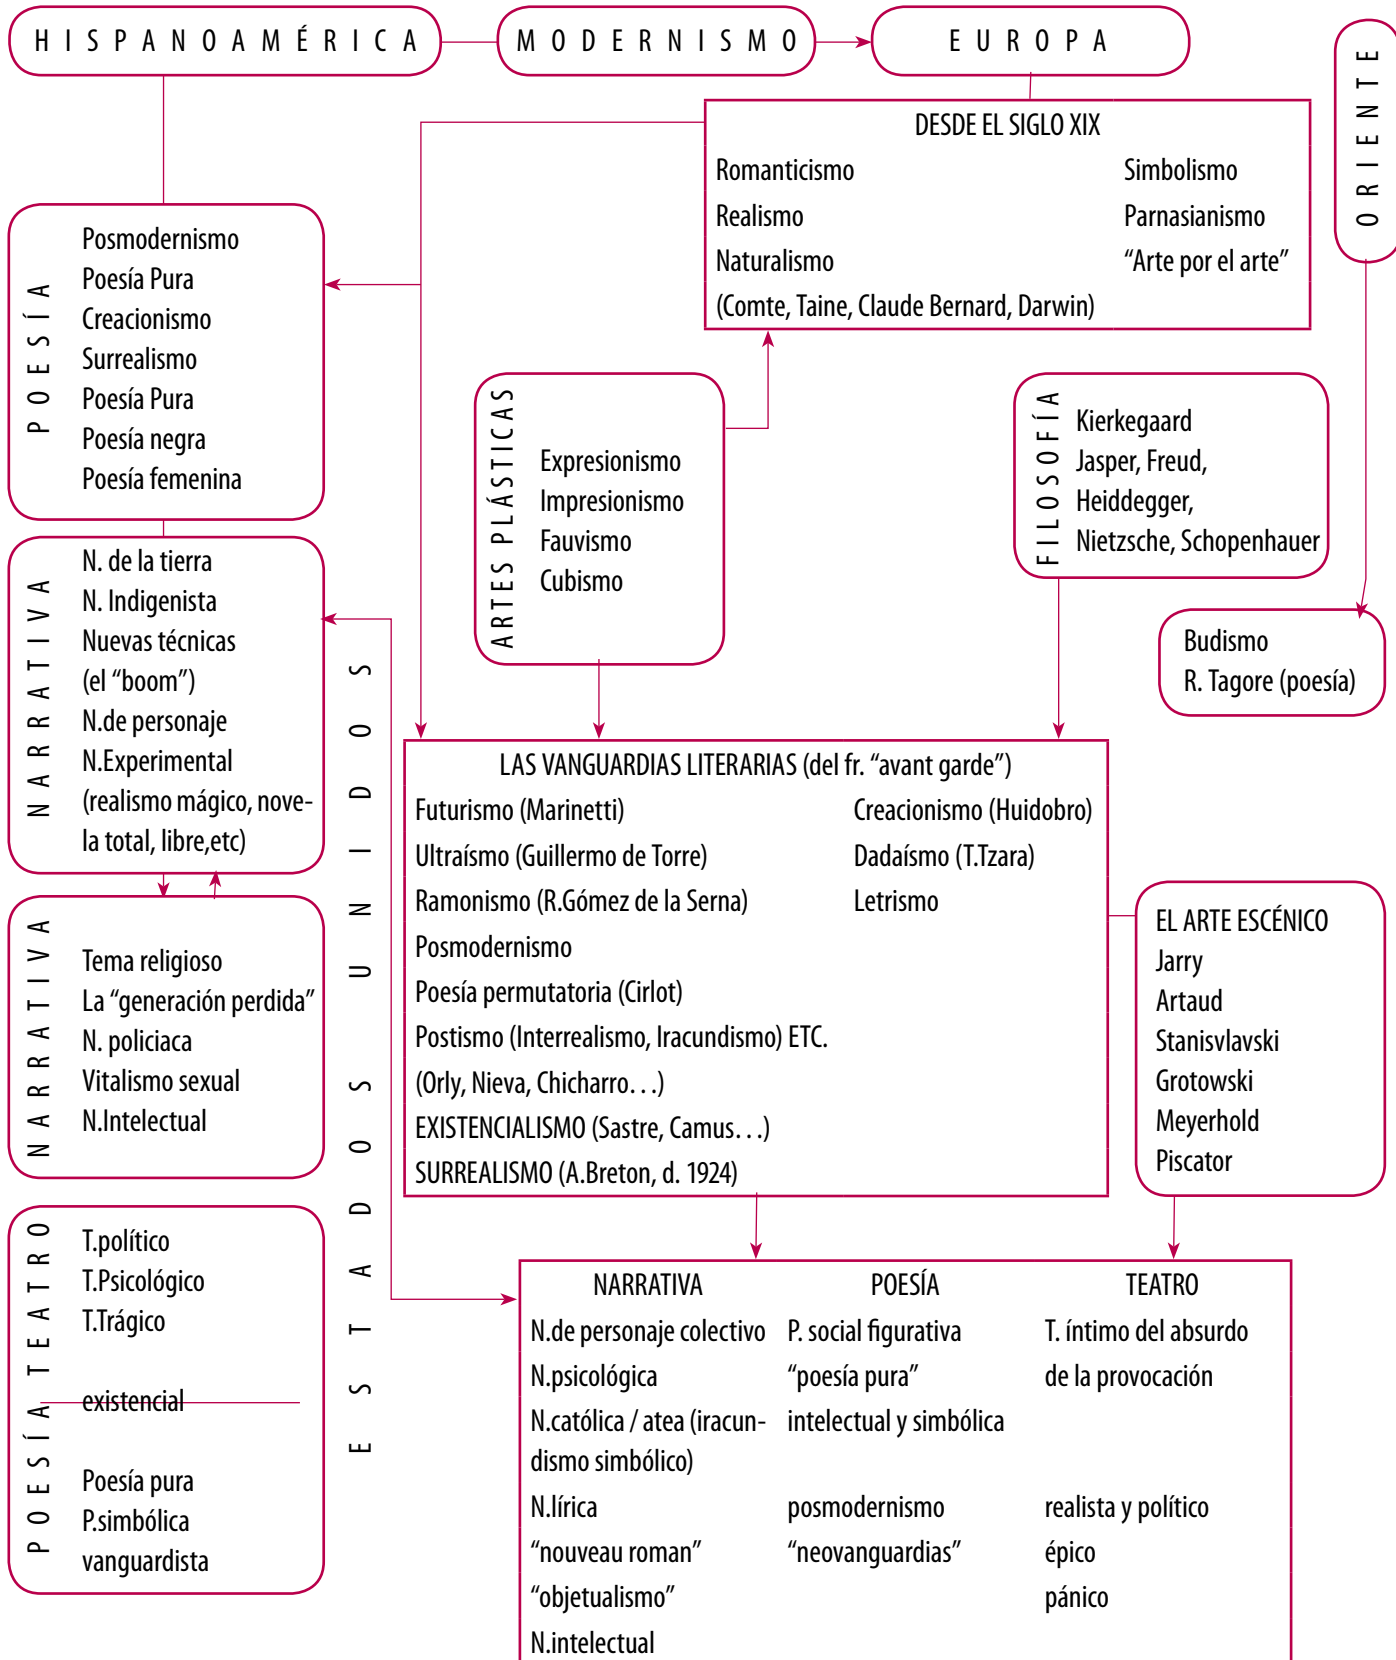 HISPANOAMÉRICA
MODERNISMO
EUROPA
ORIENTE
DESDE EL SIGLO XIX
Romanticismo Simbolismo
Realismo Parnasianismo
Naturalismo “Arte por el arte”
(Comte, Taine, Claude Bernard, Darwin)
POESÍA
Posmodernismo
Poesía Pura
Creacionismo
Surrealismo
Poesía Pura
Poesía negra
Poesía femenina
ARTES PLÁSTICAS
Expresionismo
Impresionismo
Fauvismo
Cubismo
FILOSOFÍA
Kierkegaard
Jasper, Freud,
Heiddegger,
Nietzsche, Schopenhauer
Budismo
R. Tagore (poesía)
NARRATIVA
N. de la tierra
N. Indigenista
Nuevas técnicas
(el “boom”)
N.de personaje
N.Experimental
(realismo mágico, nove-
la total, libre,etc)
ESTADOS UNIDOS
LAS VANGUARDIAS LITERARIAS (del fr. “avant garde”)
Futurismo (Marinetti) Creacionismo (Huidobro)
Ultraísmo (Guillermo de Torre) Dadaísmo (T.Tzara)
Ramonismo (R.Gómez de la Serna) Letrismo
Posmodernismo
Poesía permutatoria (Cirlot)
Postismo (Interrealismo, Iracundismo) ETC.
(Orly, Nieva, Chicharro…)
EXISTENCIALISMO (Sastre, Camus…)
SURREALISMO (A.Breton, d. 1924)
EL ARTE ESCÉNICO
Jarry
Artaud
Stanisvlavski
Grotowski
Meyerhold
Piscator
NARRATIVA
Tema religioso
La “generación perdida”
N. policiaca
Vitalismo sexual
N.Intelectual
POESÍA TEATRO
T.político
T.Psicológico
T.Trágico
existencial
Poesía pura
P.simbólica
vanguardista
NARRATIVA POESÍA TEATRO
N.de personaje colectivo P. social figurativa T. íntimo del absurdo
N.psicológica “poesía pura” de la provocación
N.católica / atea (iracun- intelectual y simbólica
dismo simbólico)
N.lírica posmodernismo realista y político
“nouveau roman” “neovanguardias” épico
“objetualismo” pánico
N.intelectual